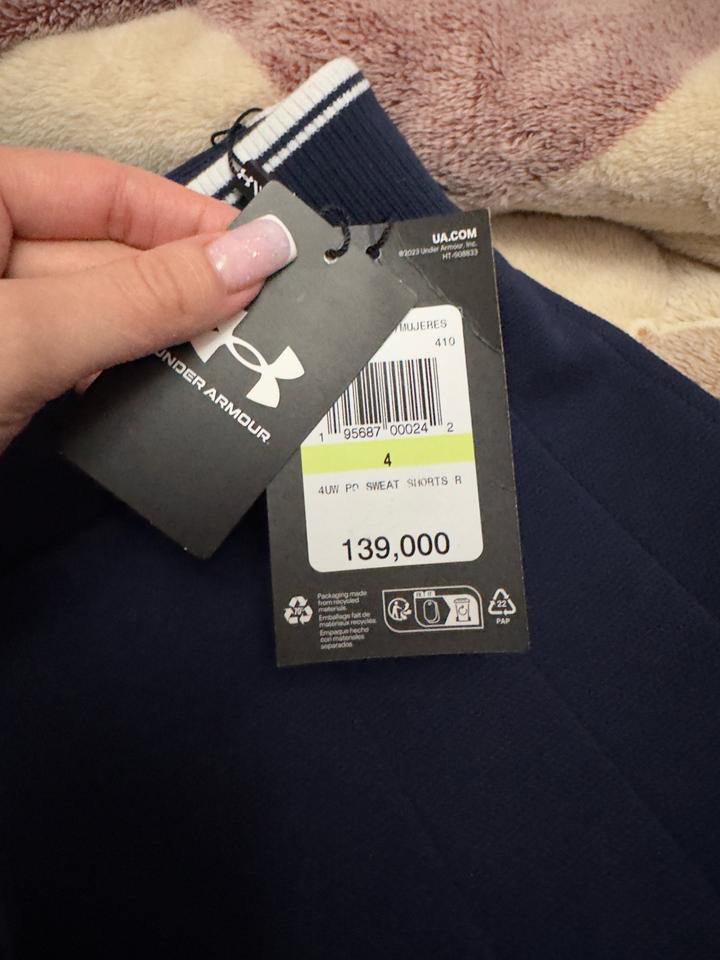 UNDER ARMOUR
UA.COM
©2023 Under Armour, Inc.
HT-908833
/MUJERES
410
1 95687 00024 2
4
4UW PD SWEAT SHORTS R
139,000
70%
Packaging made
from recycled
materials.
Emballage fait de
matériaux recyclés.
Empaque hecho
con materiales
separados.
22
PAP